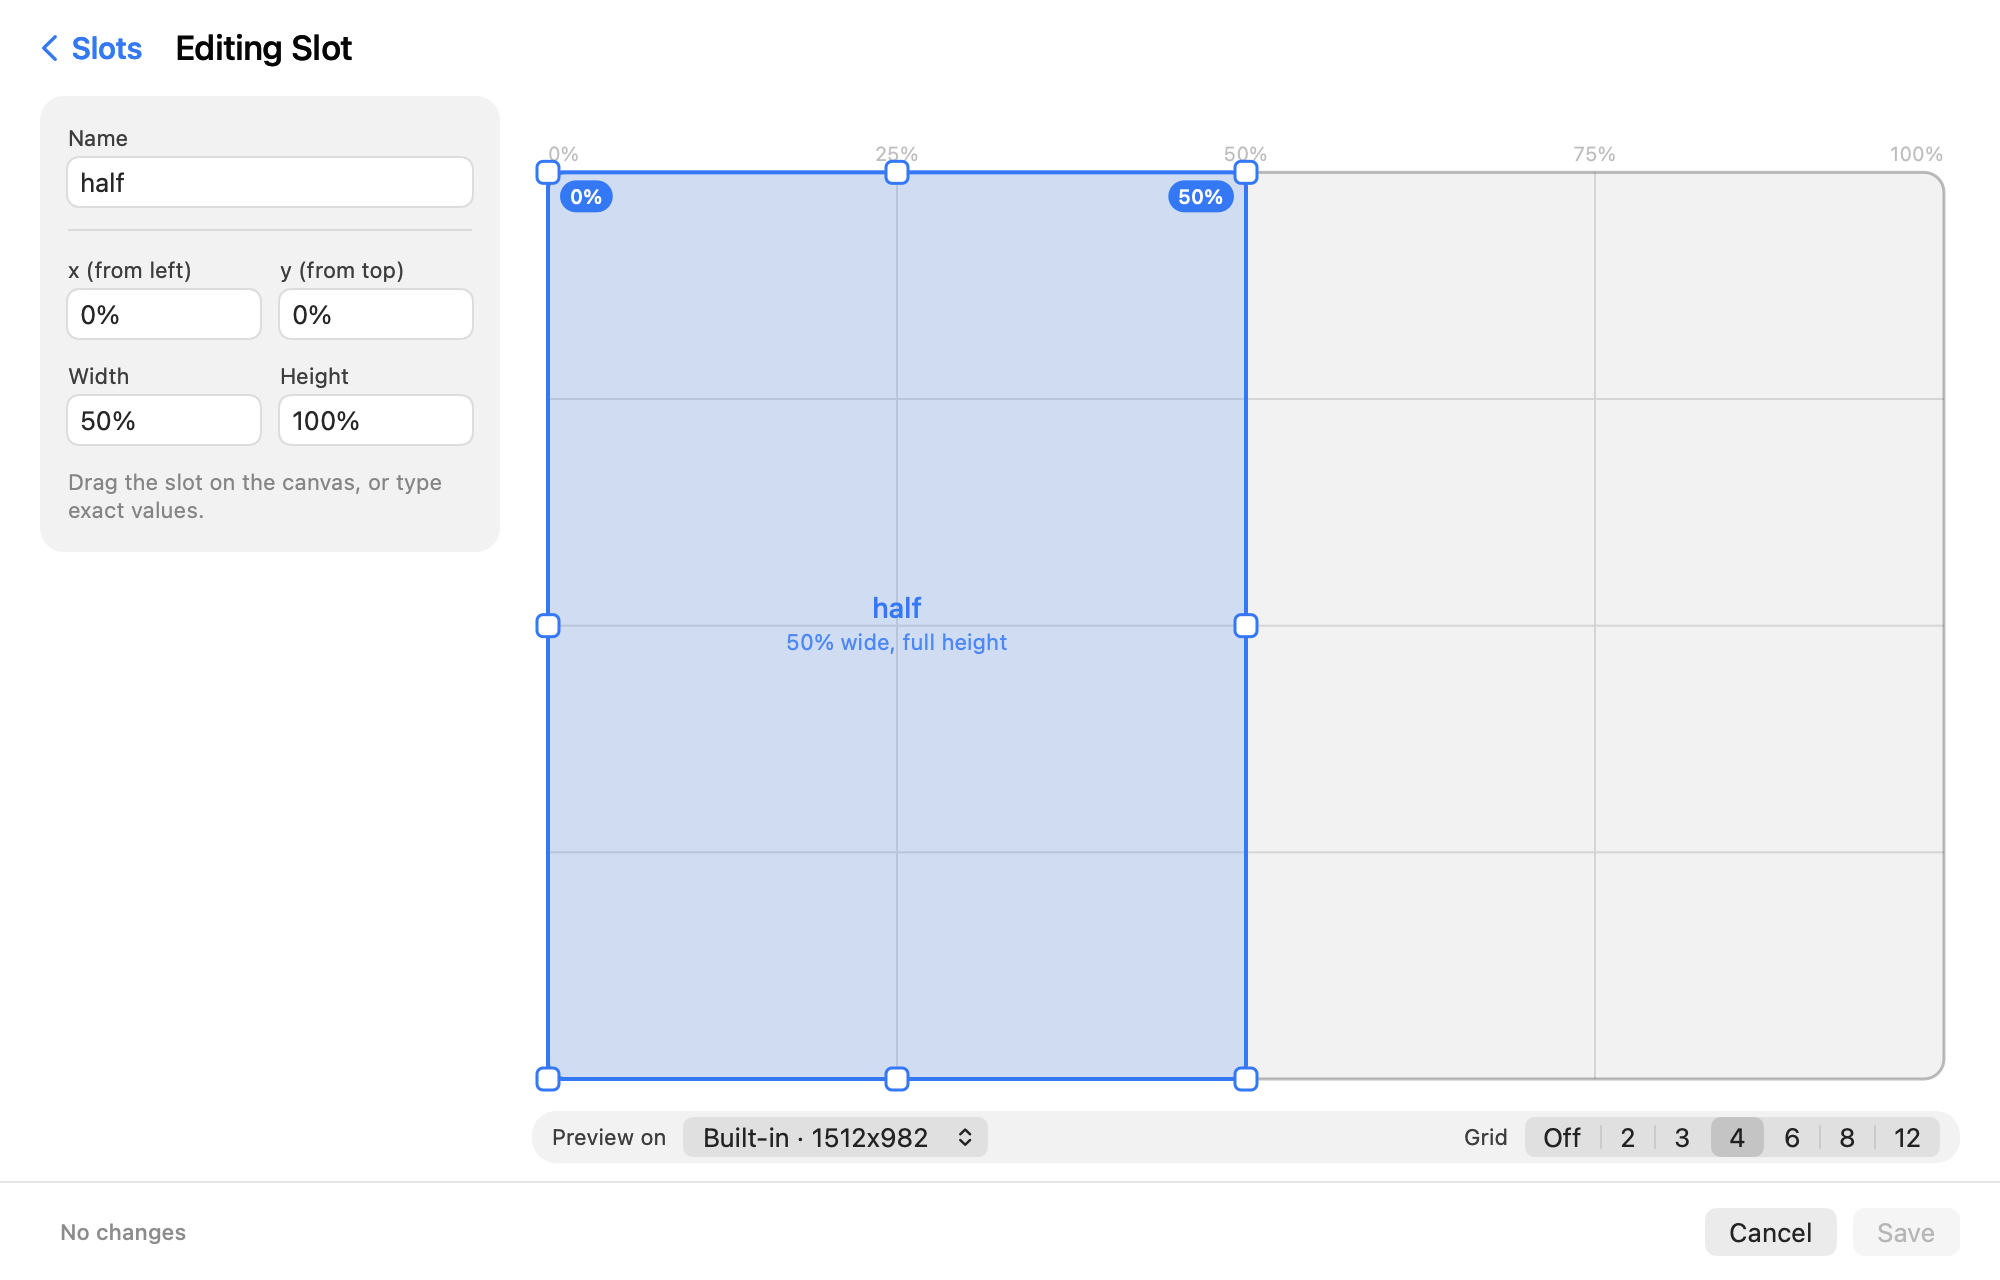 Slots
Editing Slot
Name
half
x (from left)
y (from top)
0%
0%
Width
Height
50%
100%
Drag the slot on the canvas, or type
exact values.
0%
25%
50%
75%
100%
0%
50%
half
50% wide, full height
Preview on
Built-in · 1512x982
Grid
Off
2
3
4
6
8
12
No changes
Cancel
Save